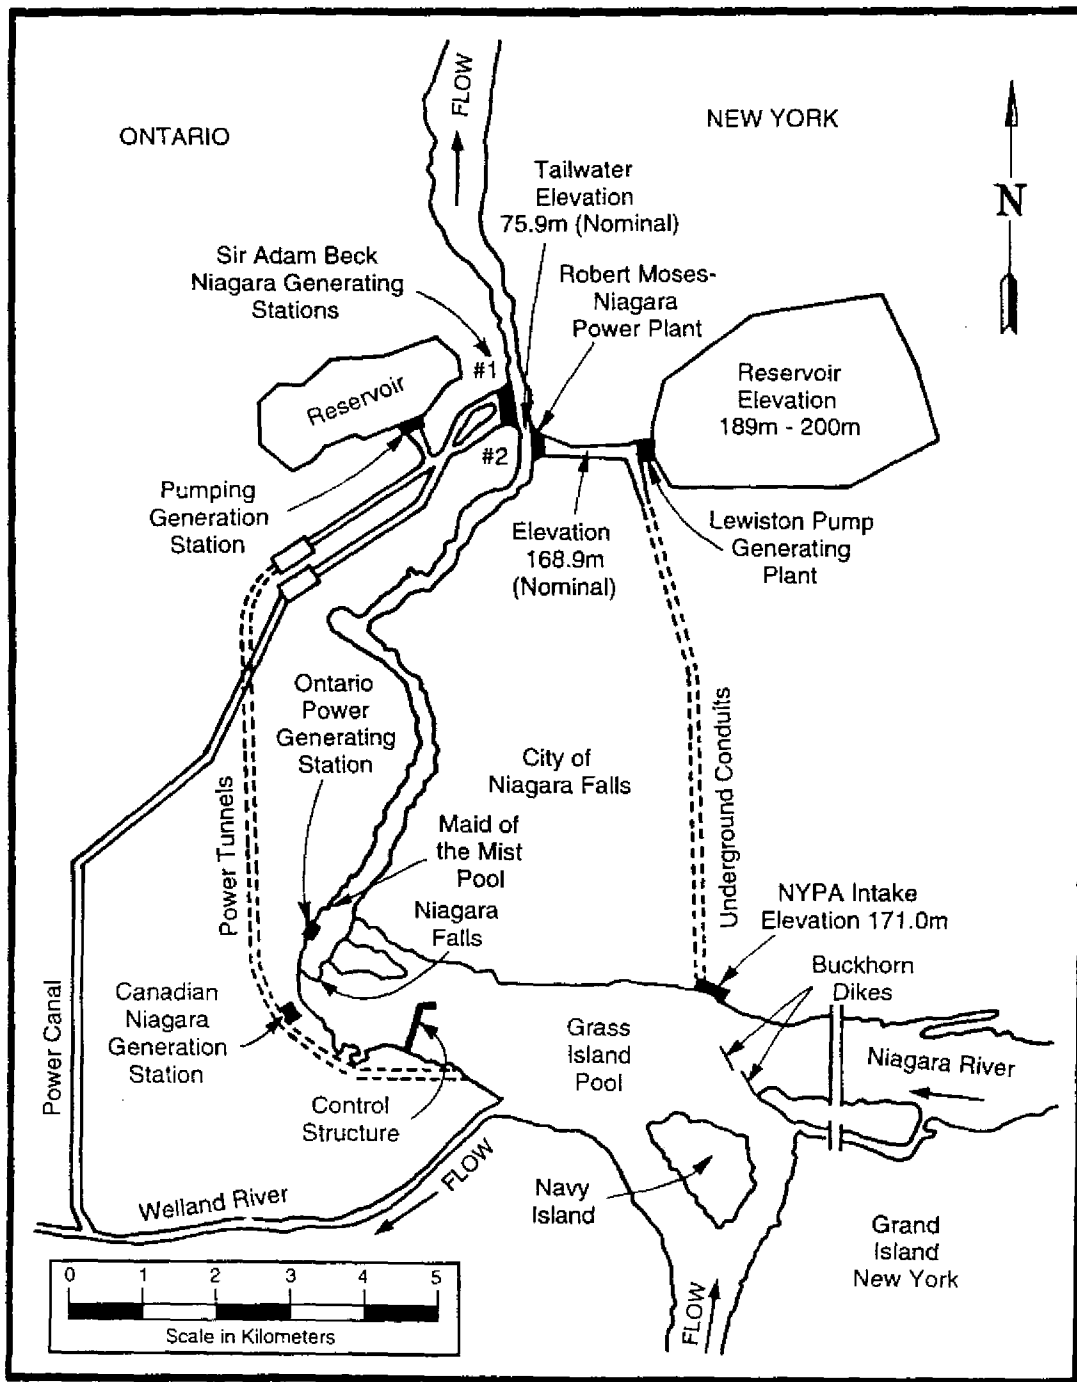 FLOW
ONTARIO
NEW YORK
N
Tailwater
Elevation
75.9m (Nominal)
Sir Adam Beck
Niagara Generating
Stations
Robert Moses-
Niagara
Power Plant
#1
Reservoir
Reservoir
Elevation
189m - 200m
#2
Pumping
Generation
Station
Elevation
168.9m
(Nominal)
Lewiston Pump
Generating
Plant
Ontario
Power
Generating
Station
City of
Niagara Falls
Underground Conduits
Power Tunnels
Maid of
the Mist
Pool
Niagara
Falls
NYPA Intake
Elevation 171.0m
Buckhorn
Dikes
Power Canal
Canadian
Niagara
Generation
Station
Grass
Island
Pool
Niagara River
Control
Structure
FLOW
Welland River
Navy
Island
Grand
Island
New York
FLOW
0 1 2 3 4 5
Scale in Kilometers